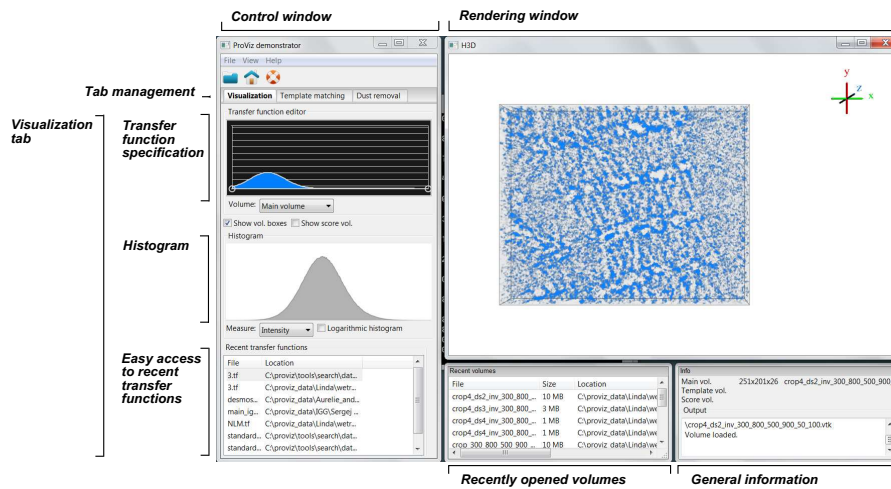 Control window
Rendering window
ProViz demonstrator
H3D
File View Help
Tab management
Visualization Template matching Dust removal
Visualization
tab
Transfer
function
specification
Transfer function editor
y
z
x
Volume: Main volume
Show vol. boxes Show score vol.
Histogram
Histogram
Measure: Intensity Logarithmic histogram
Easy access
to recent
transfer
functions
Recent transfer functions
File Location
3.tf C:\proviz\tools\search\dat...
3.tf C:\proviz_data\Linda\wetr...
desmos... C:\proviz_data\Aurelie_and...
main_ig... C:\proviz_data\IGG\Sergej ...
NLM.tf C:\proviz_data\Linda\wetr...
standard... C:\proviz\tools\search\dat...
standard... C:\proviz\tools\search\dat...
Recent volumes
File Size Location
crop4_ds2_inv_300_800_... 10 MB C:\proviz_data\Linda\we
crop4_ds3_inv_300_800_... 3 MB C:\proviz_data\Linda\we
crop4_ds4_inv_300_800_... 1 MB C:\proviz_data\Linda\we
crop4_ds4_inv_300_800_... 1 MB C:\proviz_data\Linda\we
crop_300_800_500_900_... 10 MB C:\proviz_data\Linda\we
Info
Main vol. 251x201x26 crop4_ds2_inv_300_800_500_900_
Template vol.
Score vol.
Output
\crop4_ds2_inv_300_800_500_900_50_100.vtk
Volume loaded.
Recently opened volumes
General information